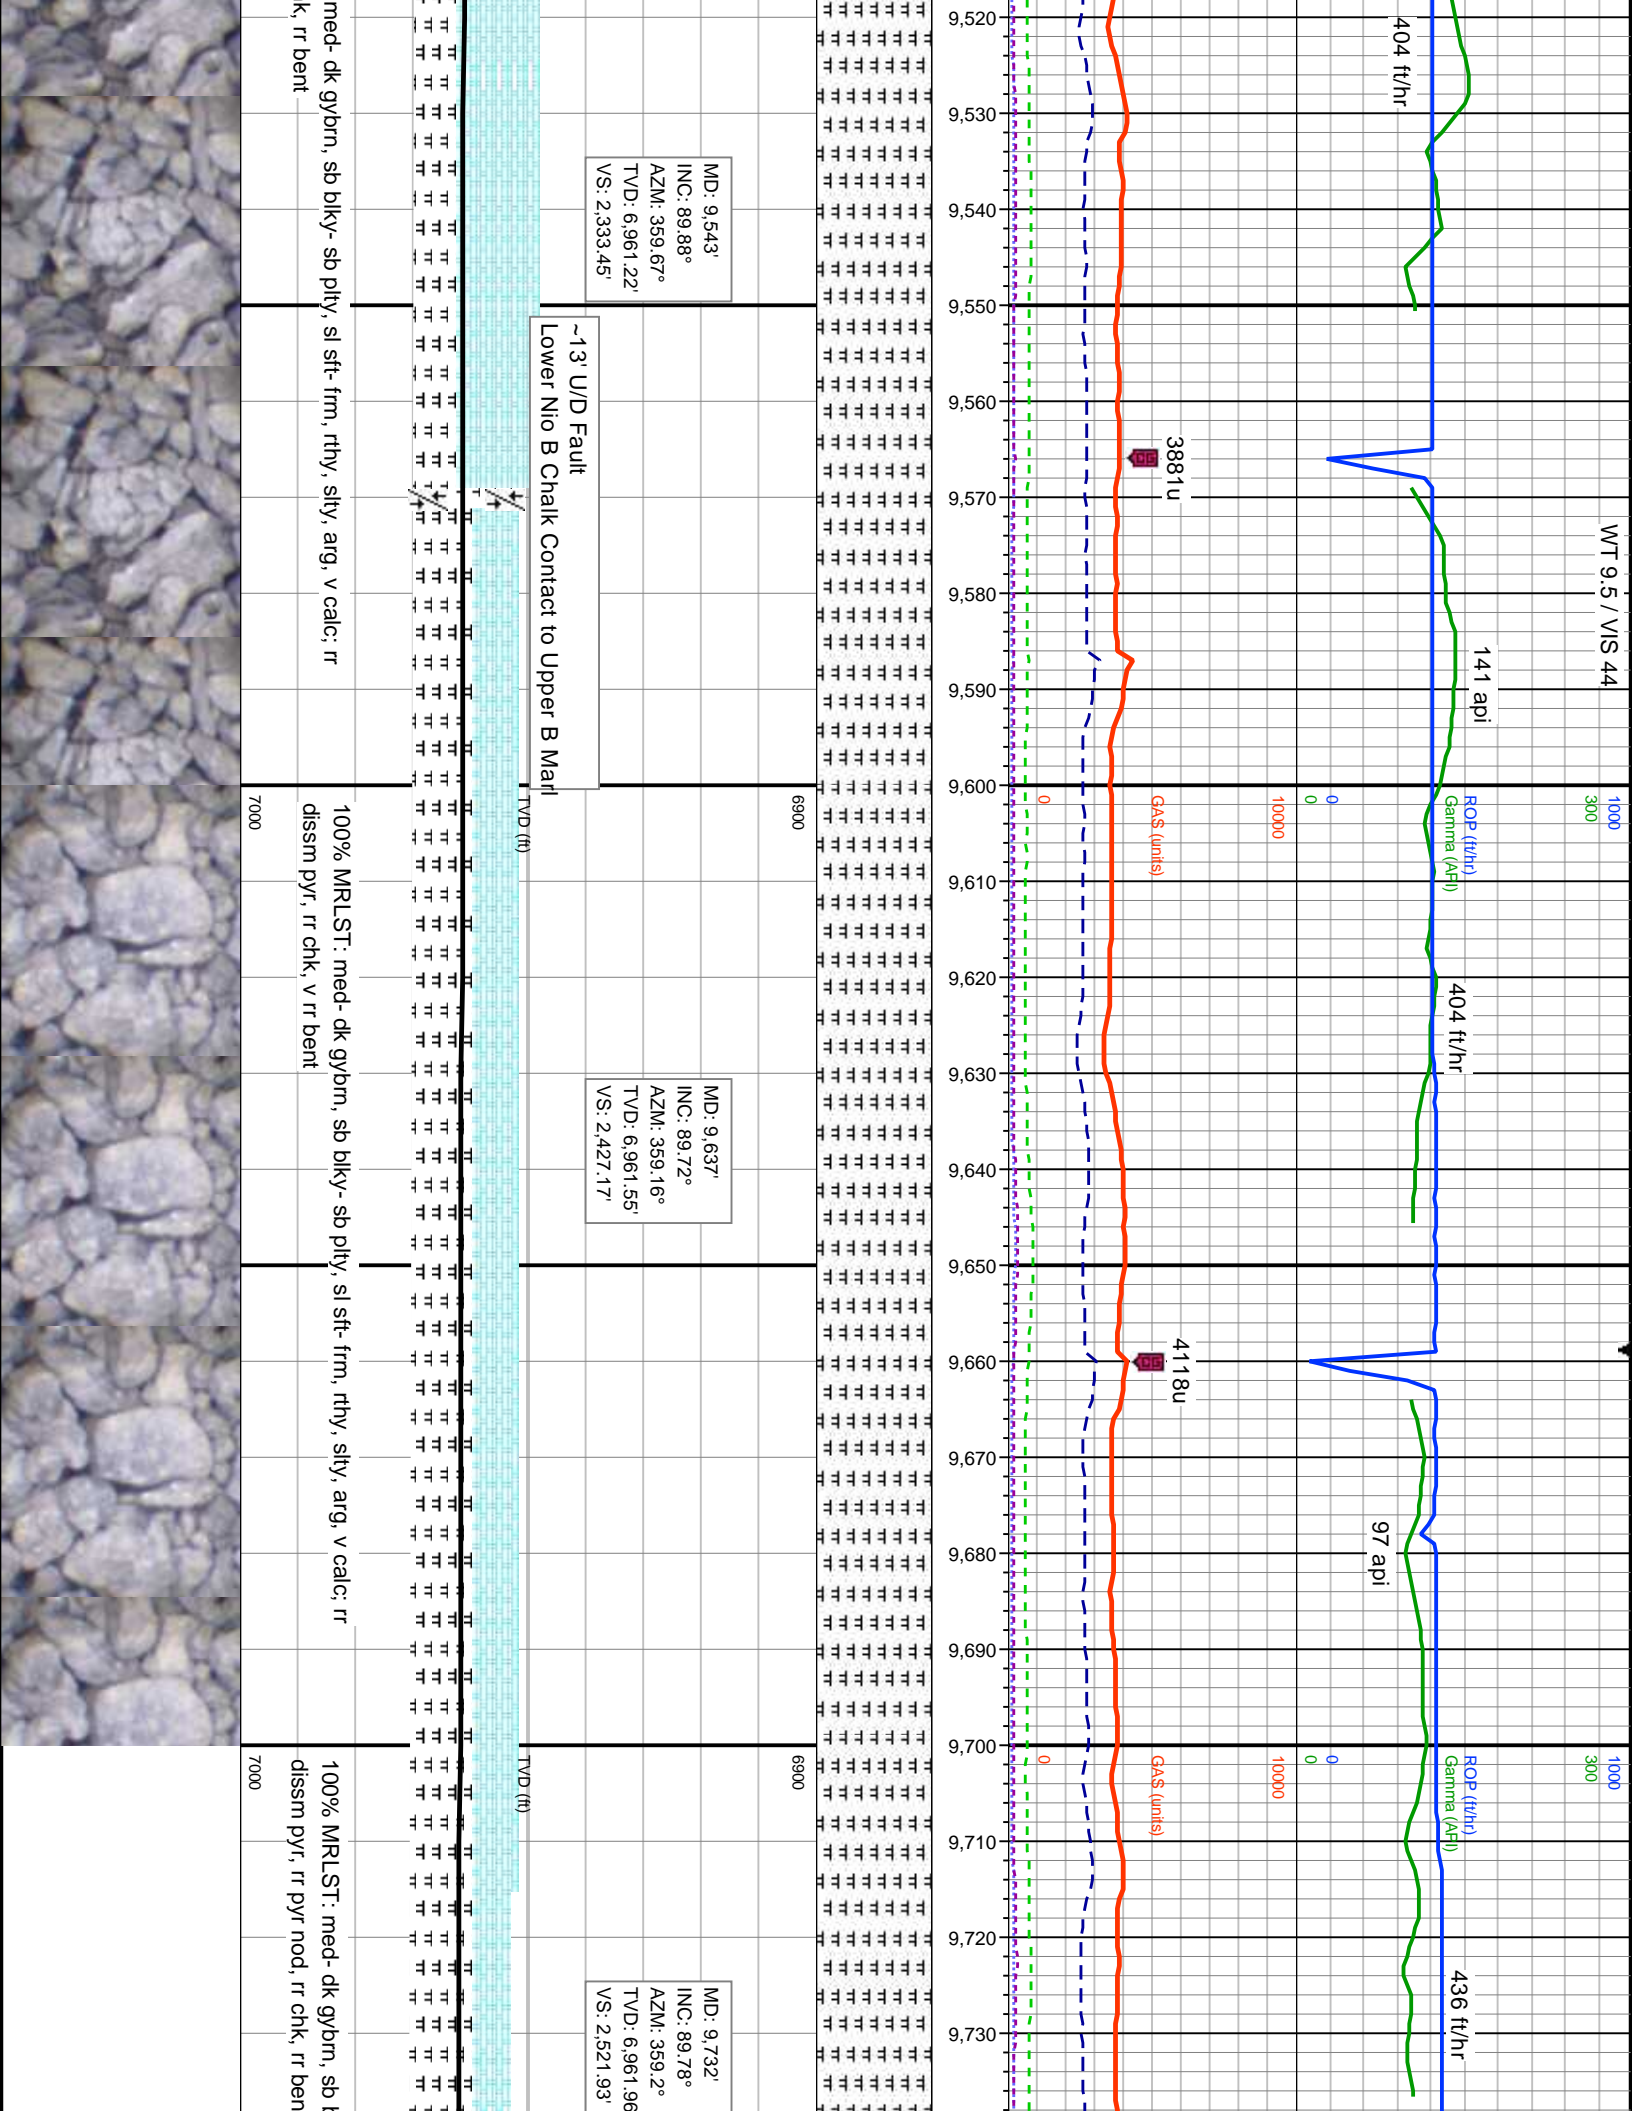 9,520
9,530
9,540
9,550
9,560
9,570
9,580
9,590
9,600
9,610
9,620
9,630
9,640
9,650
9,660
9,670
9,680
9,690
9,700
9,710
9,720
9,730
404 ft/hr
WT 9.5 / VIS 44
141 api
404 ft/hr
97 api
436 ft/hr
3881u
4118u
1000
300
ROP (ft/hr)
Gamma (API)
0
0
10000
GAS (units)
0
1000
300
ROP (ft/hr)
Gamma (API)
0
0
10000
GAS (units)
0
MD: 9,543'
INC: 89.88°
AZM: 359.67°
TVD: 6,961.22'
VS: 2,333.45'
~13' U/D Fault
Lower Nio B Chalk Contact to Upper B Marl
MD: 9,637'
INC: 89.72°
AZM: 359.16°
TVD: 6,961.55'
VS: 2,427.17'
MD: 9,732'
INC: 89.78°
AZM: 359.2°
TVD: 6,961.96
VS: 2,521.93'
6900
TVD (ft)
7000
6900
TVD (ft)
7000
med- dk gybrn, sb blky- sb plty, sl sft- frm, rthy, slty, arg, v calc; rr
k, rr bent
100% MRLST: med- dk gybrn, sb blky- sb plty, sl sft- frm, rthy, slty, arg, v calc; rr
dissm pyr, rr chk, v rr bent
100% MRLST: med- dk gybrn, sb b
dissm pyr, rr pyr nod, rr chk, rr ben